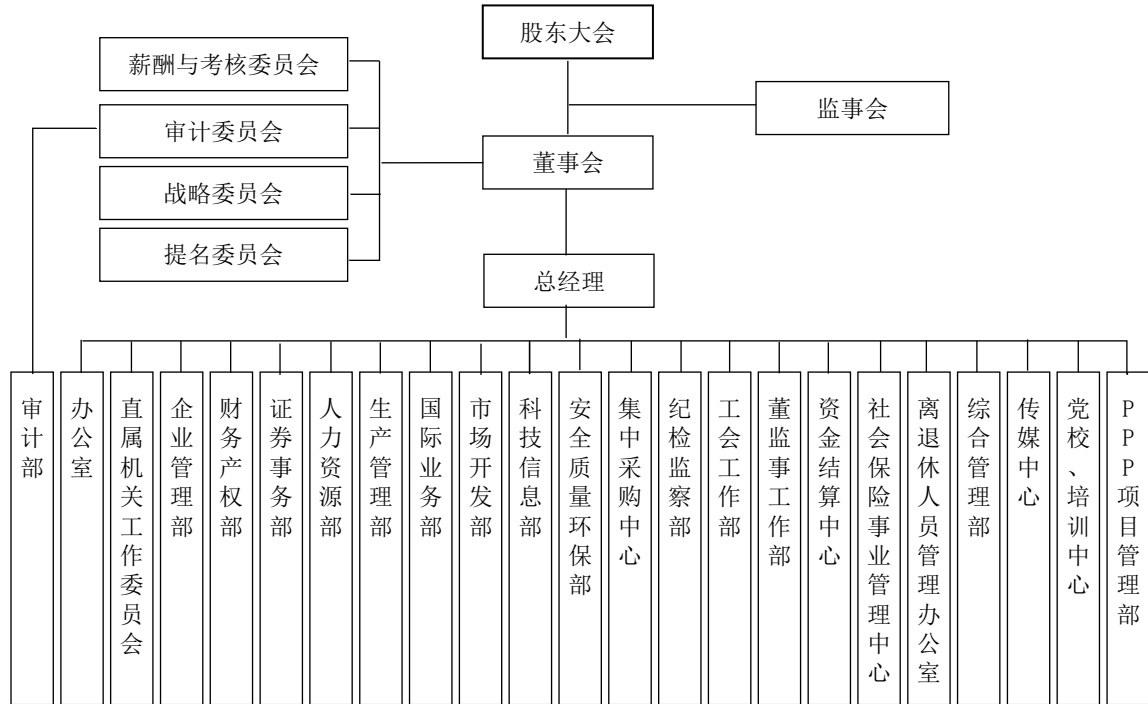 股东大会
薪酬与考核委员会
监事会
审计委员会
董事会
战略委员会
提名委员会
总经理
审计部
办公室
直属机关工作委员会
企业管理部
财务产权部
证券事务部
人力资源部
生产管理部
国际业务部
市场开发部
科技信息部
安全质量环保部
集中采购中心
纪检监察部
工会工作部
董监事工作部
资金结算中心
社会保险事业管理中心
离退休人员管理办公室
综合管理部
传媒中心
党校、培训中心
PPP项目管理部